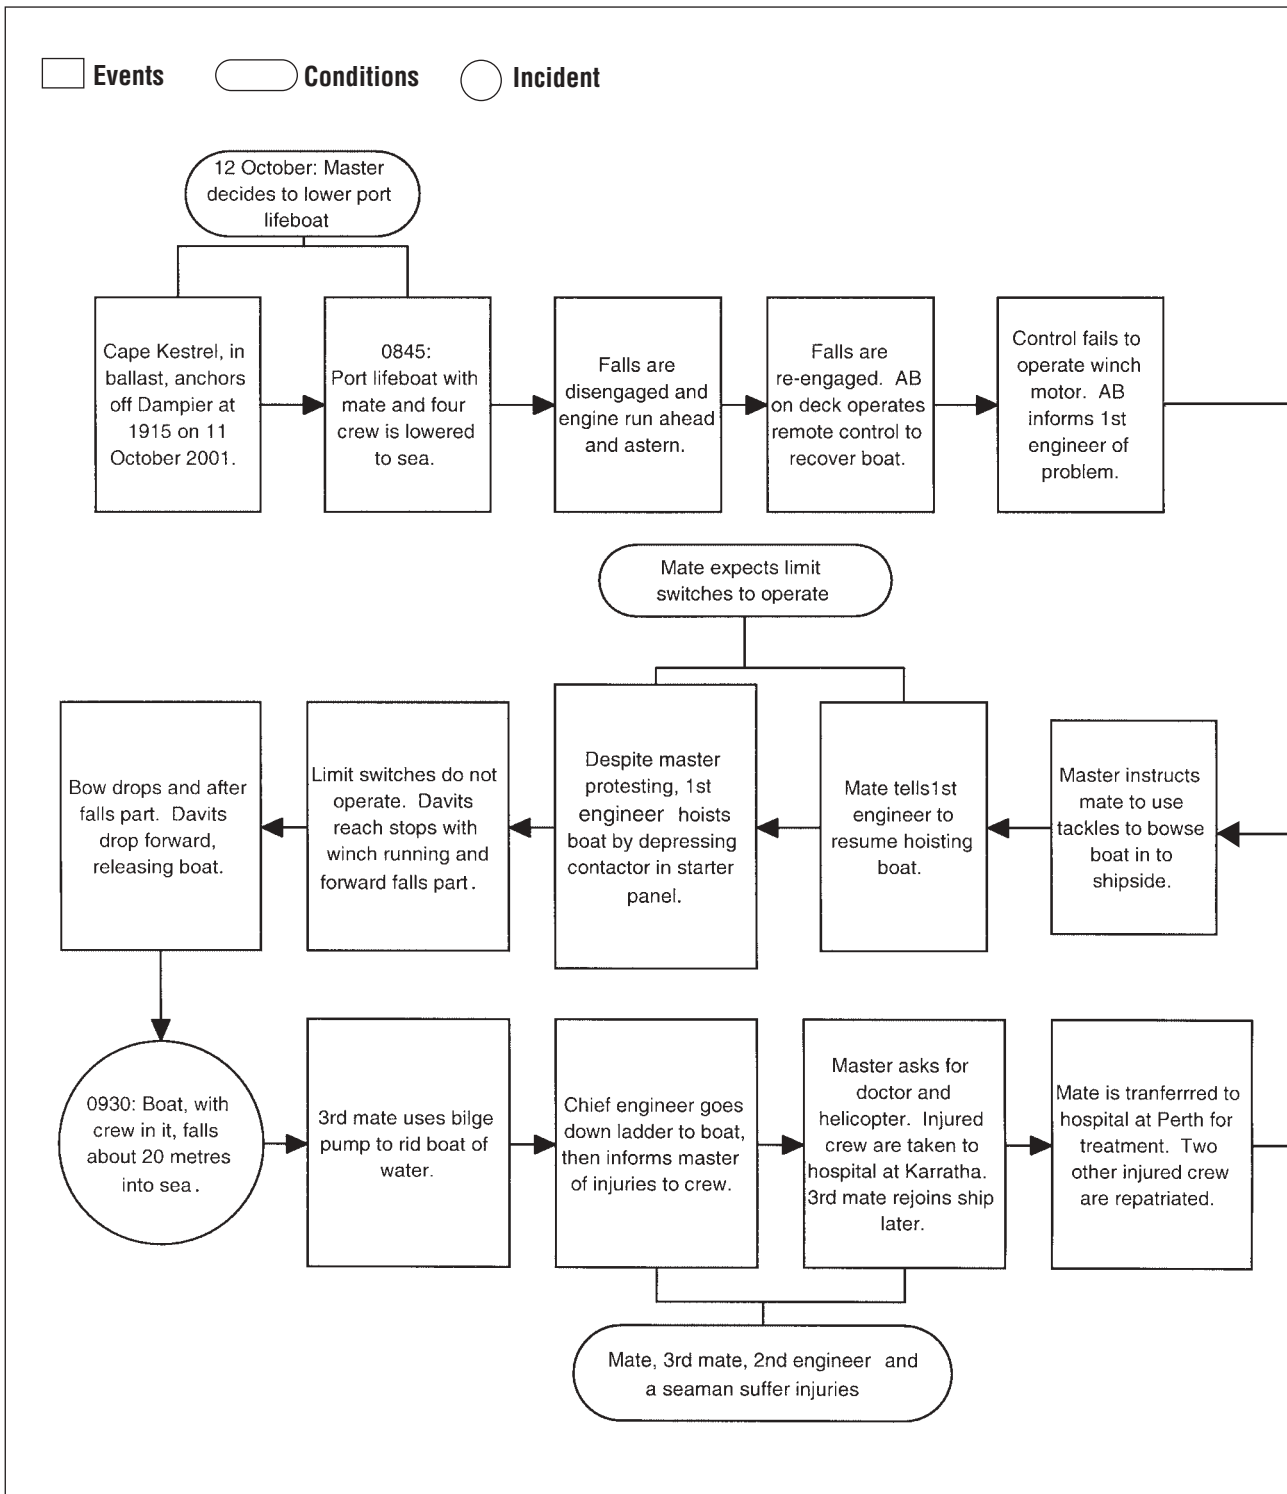 Events Conditions Incident
12 October: Master
decides to lower port
lifeboat
Cape Kestrel, in
ballast, anchors
off Dampier at
1915 on 11
October 2001.
0845:
Port lifeboat with
mate and four
crew is lowered
to sea.
Falls are
disengaged and
engine run ahead
and astern.
Falls are
re-engaged. AB
on deck operates
remote control to
recover boat.
Control fails to
operate winch
motor. AB
informs 1st
engineer of
problem.
Mate expects limit
switches to operate
Master instructs
mate to use
tackles to bowse
boat in to
shipside.
Mate tells1st
engineer to
resume hoisting
boat.
Despite master
protesting, 1st
engineer hoists
boat by depressing
contactor in starter
panel.
Limit switches do not
operate. Davits
reach stops with
winch running and
forward falls part.
Bow drops and after
falls part. Davits
drop forward,
releasing boat.
0930: Boat, with
crew in it, falls
about 20 metres
into sea.
3rd mate uses bilge
pump to rid boat of
water.
Chief engineer goes
down ladder to boat,
then informs master
of injuries to crew.
Master asks for
doctor and
helicopter. Injured
crew are taken to
hospital at Karratha.
3rd mate rejoins ship
later.
Mate is tranferrred to
hospital at Perth for
treatment. Two
other injured crew
are repatriated.
Mate, 3rd mate, 2nd engineer and
a seaman suffer injuries